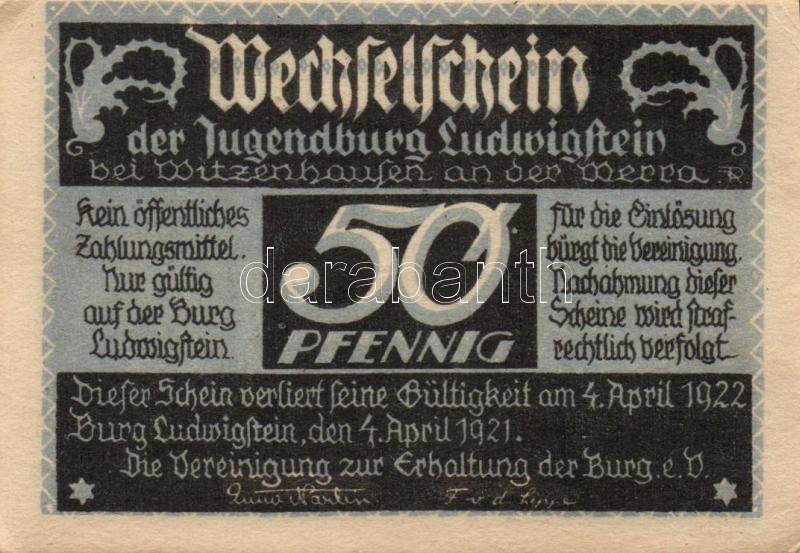 Wechselschein
der Jugendburg Ludwigstein
bei Witzenhausen an der Werra
Kein öffentliches
Zahlungsmittel.
Nur gültig
auf der Burg
Ludwigstein.
50
PFENNIG
Für die Einlösung
bürgt die Vereinigung.
Nachahmung dieser
Scheine wird straf-
rechtlich verfolgt.
darabanth.com
Dieser Schein verliert seine Gültigkeit am 4. April 1922
Burg Ludwigstein, den 4. April 1921.
Die Vereinigung zur Erhaltung der Burg. e. V.